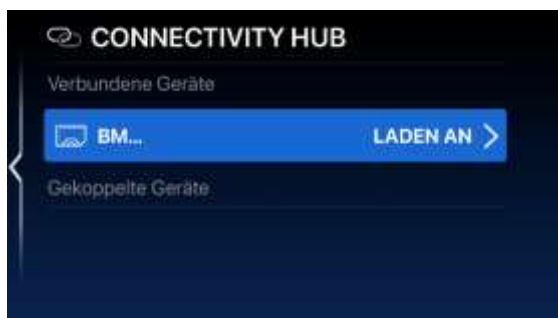 CONNECTIVITY HUB
Verbundene Geräte
BM... LADEN AN
Gekoppelte Geräte